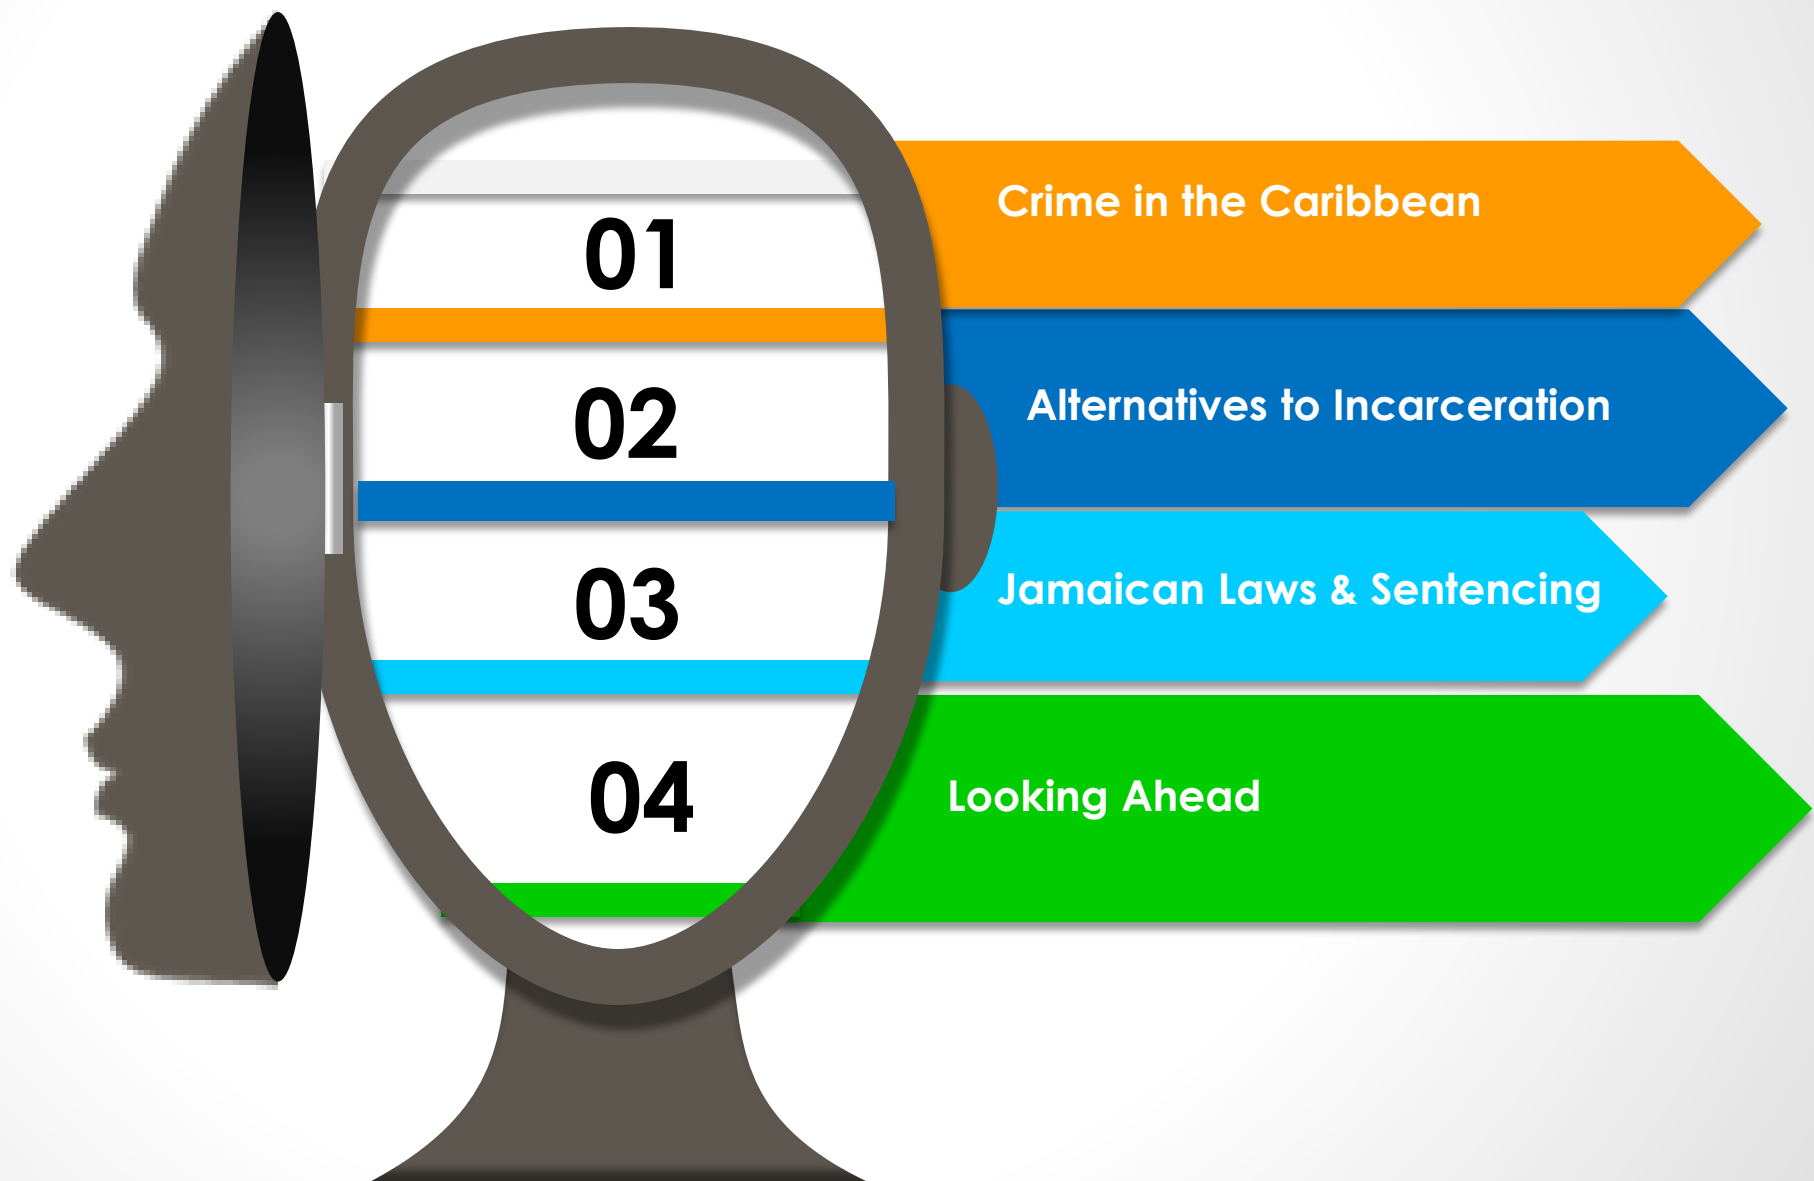 01
Crime in the Caribbean
02
Alternatives to Incarceration
03
Jamaican Laws & Sentencing
04
Looking Ahead